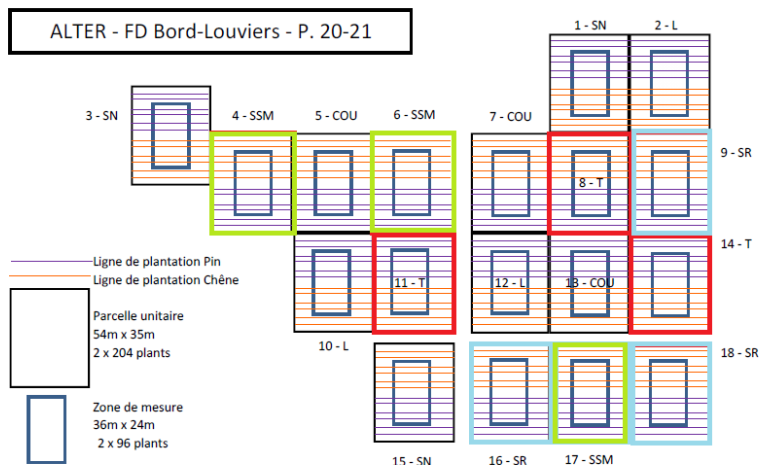 ALTER - FD Bord-Louviers - P. 20-21
1 - SN
2 - L
3 - SN
4 - SSM
5 - COU
6 - SSM
7 - COU
9 - SR
8 - T
14 - T
Ligne de plantation Pin
Ligne de plantation Chêne
11 - T
12 - L
13 - COU
Parcelle unitaire
54m x 35m
2 x 204 plants
10 - L
18 - SR
Zone de mesure
36m x 24m
2 x 96 plants
15 - SN
16 - SR
17 - SSM